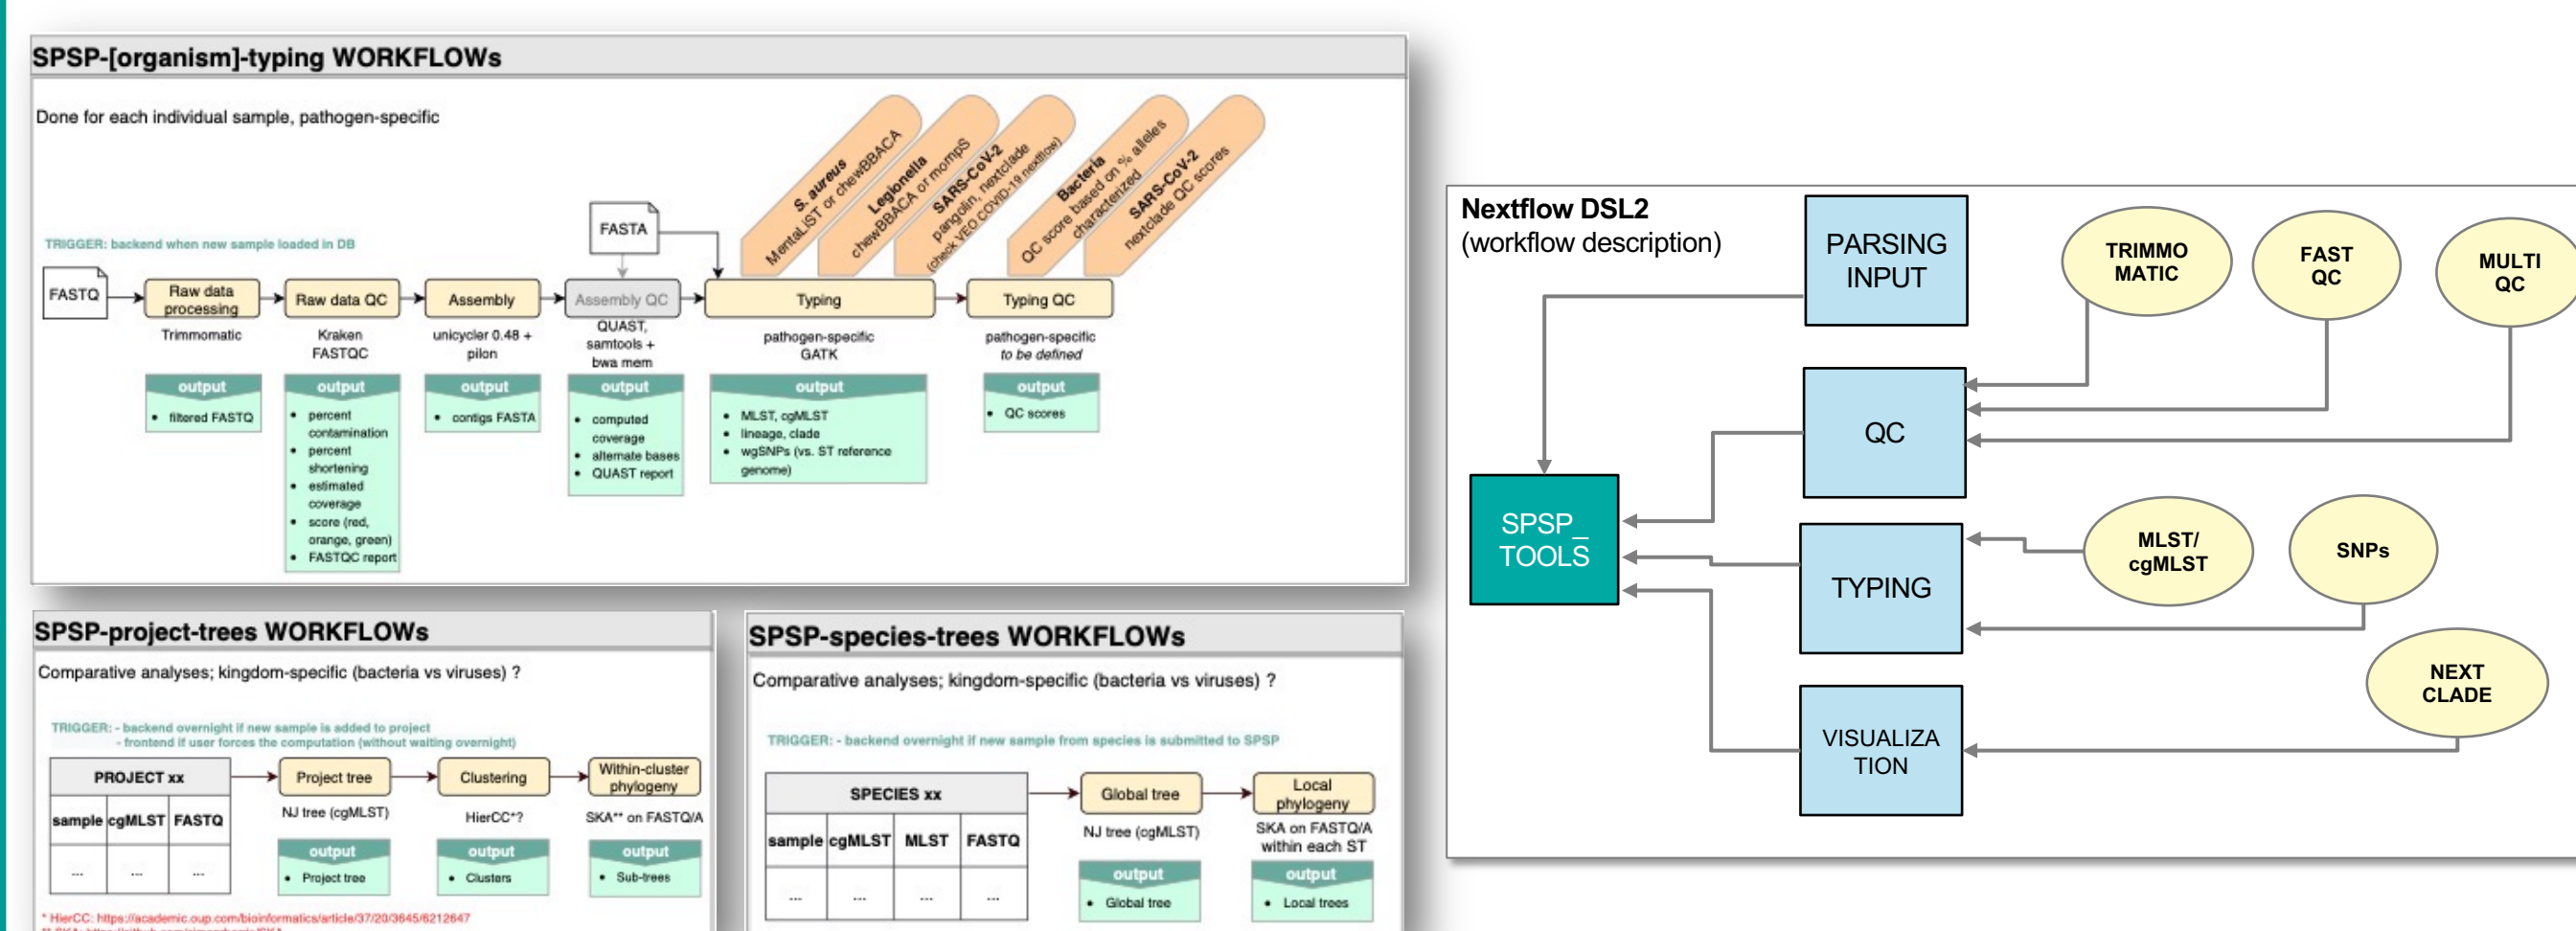 SPSP-[organism]-typing WORKFLOWs
Done for each individual sample, pathogen-specific
S. aureus
MentaLiST or chewBBACA
Legionella
chewBBACA or mompS
SARS-CoV-2
pangolin, nextclade
(check VEO COVID-19 nextflow)
Bacteria
QC score based on % alleles
characterized
SARS-CoV-2
nextclade QC scores
TRIGGER: backend when new sample loaded in DB
FASTA
FASTQ
Raw data
processing
Raw data QC
Assembly
Assembly QC
Typing
Typing QC
Trimmomatic
Kraken
FASTQC
unicycler 0.48 +
pilon
QUAST,
samtools +
bwa mem
pathogen-specific
GATK
pathogen-specific
to be defined
output
• filtered FASTQ
output
• percent
contamination
• percent
shortening
• estimated
coverage
• score (red,
orange, green)
• FASTQC report
output
• contigs FASTA
output
• computed
coverage
• alternate bases
• QUAST report
output
• MLST, cgMLST
• lineage, clade
• wgSNPs (vs. ST reference
genome)
output
• QC scores
SPSP-project-trees WORKFLOWs
Comparative analyses; kingdom-specific (bacteria vs viruses) ?
TRIGGER: - backend overnight if new sample is added to project
- frontend if user forces the computation (without waiting overnight)
PROJECT xx
sample cgMLST FASTQ
... ... ...
Project tree
NJ tree (cgMLST)
output
• Project tree
Clustering
HierCC*?
output
• Clusters
Within-cluster
phylogeny
SKA** on FASTQ/A
output
• Sub-trees
* HierCC: https://academic.oup.com/bioinformatics/article/37/20/3645/6212647
SPSP-species-trees WORKFLOWs
Comparative analyses; kingdom-specific (bacteria vs viruses) ?
TRIGGER: - backend overnight if new sample from species is submitted to SPSP
SPECIES xx
sample cgMLST MLST FASTQ
... ... ... ...
Global tree
NJ tree (cgMLST)
output
• Global tree
Local
phylogeny
SKA on FASTQ/A
within each ST
output
• Local trees
Nextflow DSL2
(workflow description)
PARSING
INPUT
TRIMMO
MATIC
FAST
QC
MULTI
QC
QC
SPSP_
TOOLS
TYPING
MLST/
cgMLST
SNPs
NEXT
CLADE
VISUALIZA
TION